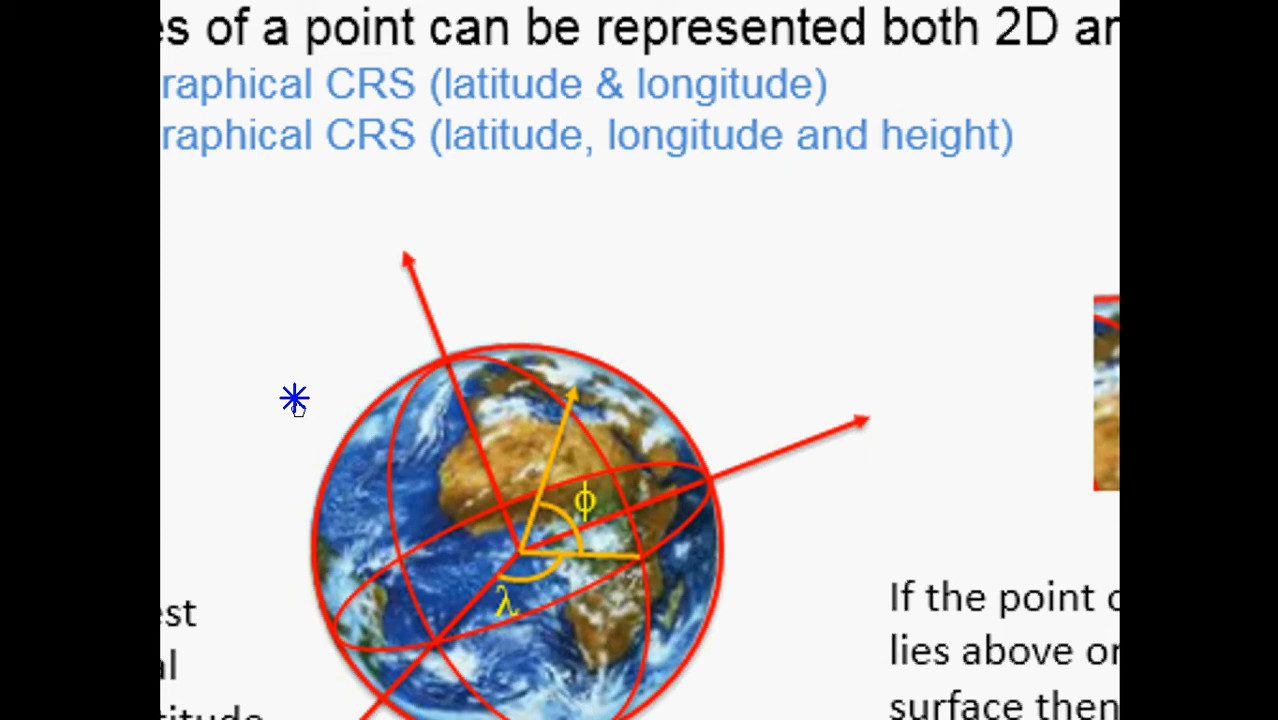 es of a point can be represented both 2D ar
raphical CRS (latitude & longitude)
raphical CRS (latitude, longitude and height)
ϕ
λ
est
al
titude
If the point o
lies above or
surface then